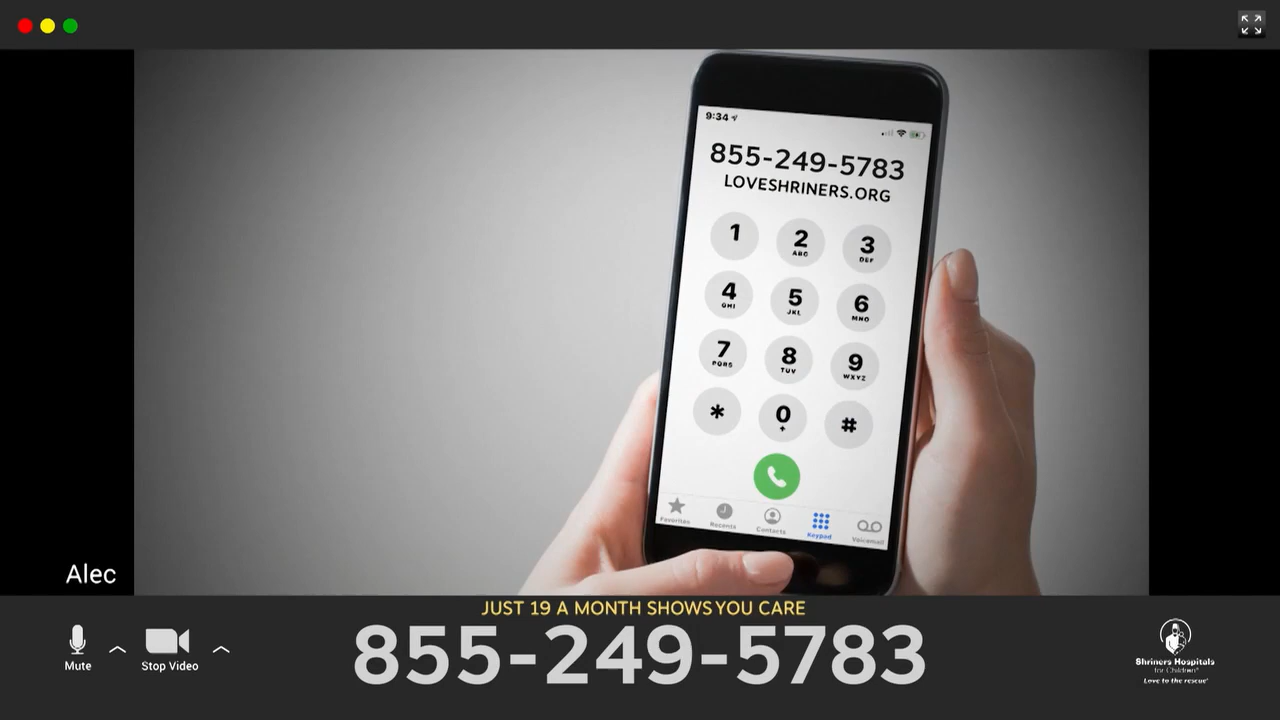 9:34
855-249-5783
LOVESHRINERS.ORG
1
2
ABC
3
DEF
4
GHI
5
JKL
6
MNO
7
PQRS
8
TUV
9
WXYZ
*
0
+
#
Favorites
Recents
Contacts
Keypad
Voicemail
Alec
JUST 19 A MONTH SHOWS YOU CARE
855-249-5783
Mute
Stop Video
Shriners Hospitals
for Children®
Love to the rescue®